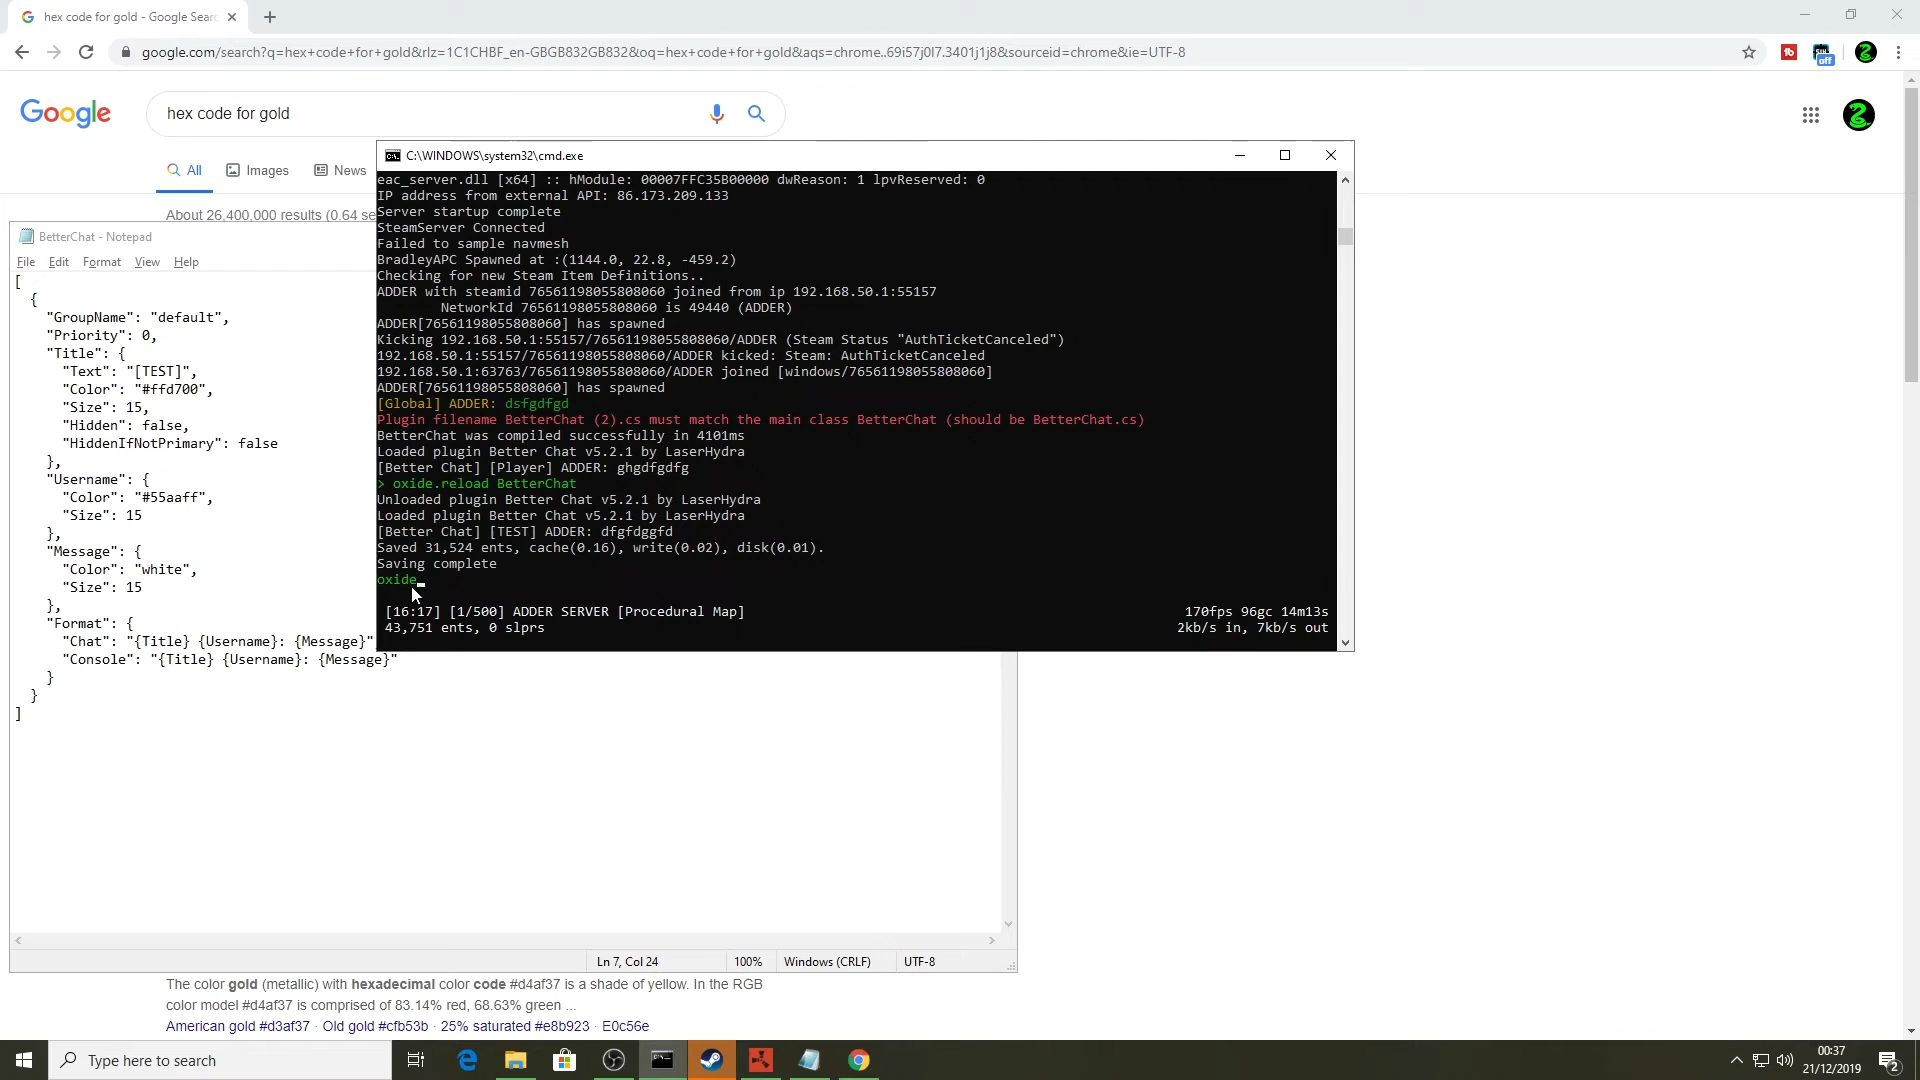 hex code for gold - Google Searc
google.com/search?q=hex+code+for+gold&rlz=1C1CHBF_en-GBGB832GB832&oq=hex+code+for+gold&aqs=chrome..69i57j0l7.3401j1j8&sourceid=chrome&ie=UTF-8
off
Google
hex code for gold
All
Images
News
About 26,400,000 results (0.64 se
C:\WINDOWS\system32\cmd.exe
eac_server.dll [x64] :: hModule: 00007FFC35B00000 dwReason: 1 lpvReserved: 0
IP address from external API: 86.173.209.133
Server startup complete
SteamServer Connected
Failed to sample navmesh
BradleyAPC Spawned at :(1144.0, 22.8, -459.2)
Checking for new Steam Item Definitions..
ADDER with steamid 76561198055808060 joined from ip 192.168.50.1:55157
NetworkId 76561198055808060 is 49440 (ADDER)
ADDER[76561198055808060] has spawned
Kicking 192.168.50.1:55157/76561198055808060/ADDER (Steam Status "AuthTicketCanceled")
192.168.50.1:55157/76561198055808060/ADDER kicked: Steam: AuthTicketCanceled
192.168.50.1:63763/76561198055808060/ADDER joined [windows/76561198055808060]
ADDER[76561198055808060] has spawned
[Global] ADDER: dsfgdfgd
Plugin filename BetterChat (2).cs must match the main class BetterChat (should be BetterChat.cs)
BetterChat was compiled successfully in 4101ms
Loaded plugin Better Chat v5.2.1 by LaserHydra
[Better Chat] [Player] ADDER: ghgdfgdfg
> oxide.reload BetterChat
Unloaded plugin Better Chat v5.2.1 by LaserHydra
Loaded plugin Better Chat v5.2.1 by LaserHydra
[Better Chat] [TEST] ADDER: dfgfdggfd
Saved 31,524 ents, cache(0.16), write(0.02), disk(0.01).
Saving complete
oxide
[16:17] [1/500] ADDER SERVER [Procedural Map] 170fps 96gc 14m13s
43,751 ents, 0 slprs 2kb/s in, 7kb/s out
BetterChat - Notepad
File Edit Format View Help
[
{
"GroupName": "default",
"Priority": 0,
"Title": {
"Text": "[TEST]",
"Color": "#ffd700",
"Size": 15,
"Hidden": false,
"HiddenIfNotPrimary": false
},
"Username": {
"Color": "#55aaff",
"Size": 15
},
"Message": {
"Color": "white",
"Size": 15
},
"Format": {
"Chat": "{Title} {Username}: {Message}"
"Console": "{Title} {Username}: {Message}"
}
}
]
Ln 7, Col 24 100% Windows (CRLF) UTF-8
The color gold (metallic) with hexadecimal color code #d4af37 is a shade of yellow. In the RGB
color model #d4af37 is comprised of 83.14% red, 68.63% green ...
American gold #d3af37 · Old gold #cfb53b · 25% saturated #e8b923 · E0c56e
Type here to search
00:37
21/12/2019
2